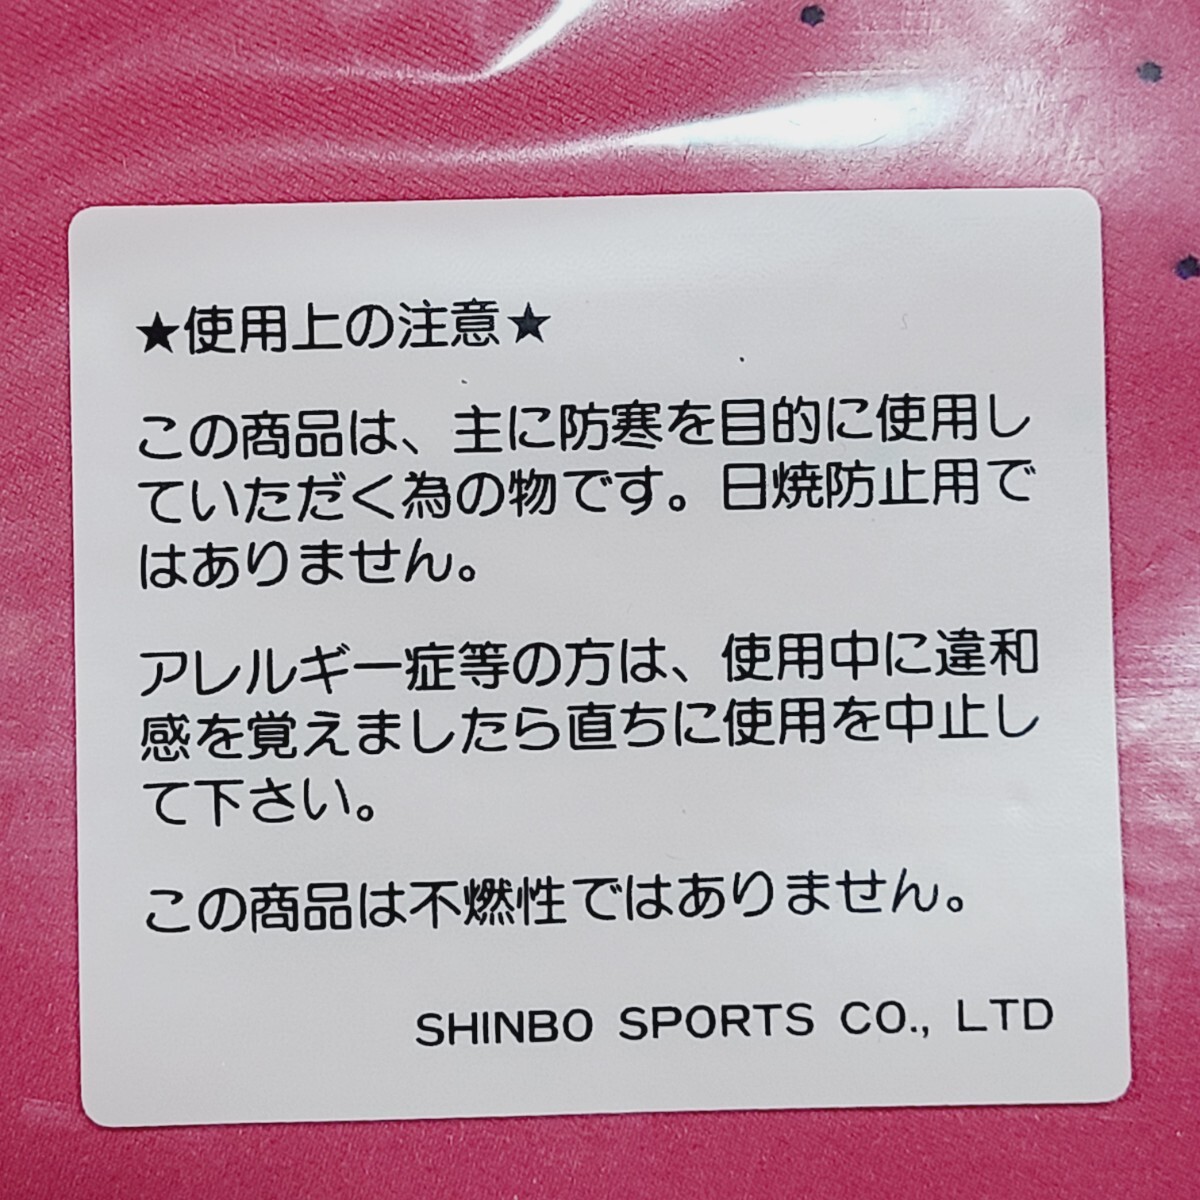 ★使用上の注意★
この商品は、主に防寒を目的に使用し
ていただく為の物です。日焼防止用で
はありません。
アレルギー症等の方は、使用中に違和
感を覚えましたら直ちに使用を中止し
て下さい。
この商品は不燃性ではありません。
SHINBO SPORTS CO., LTD